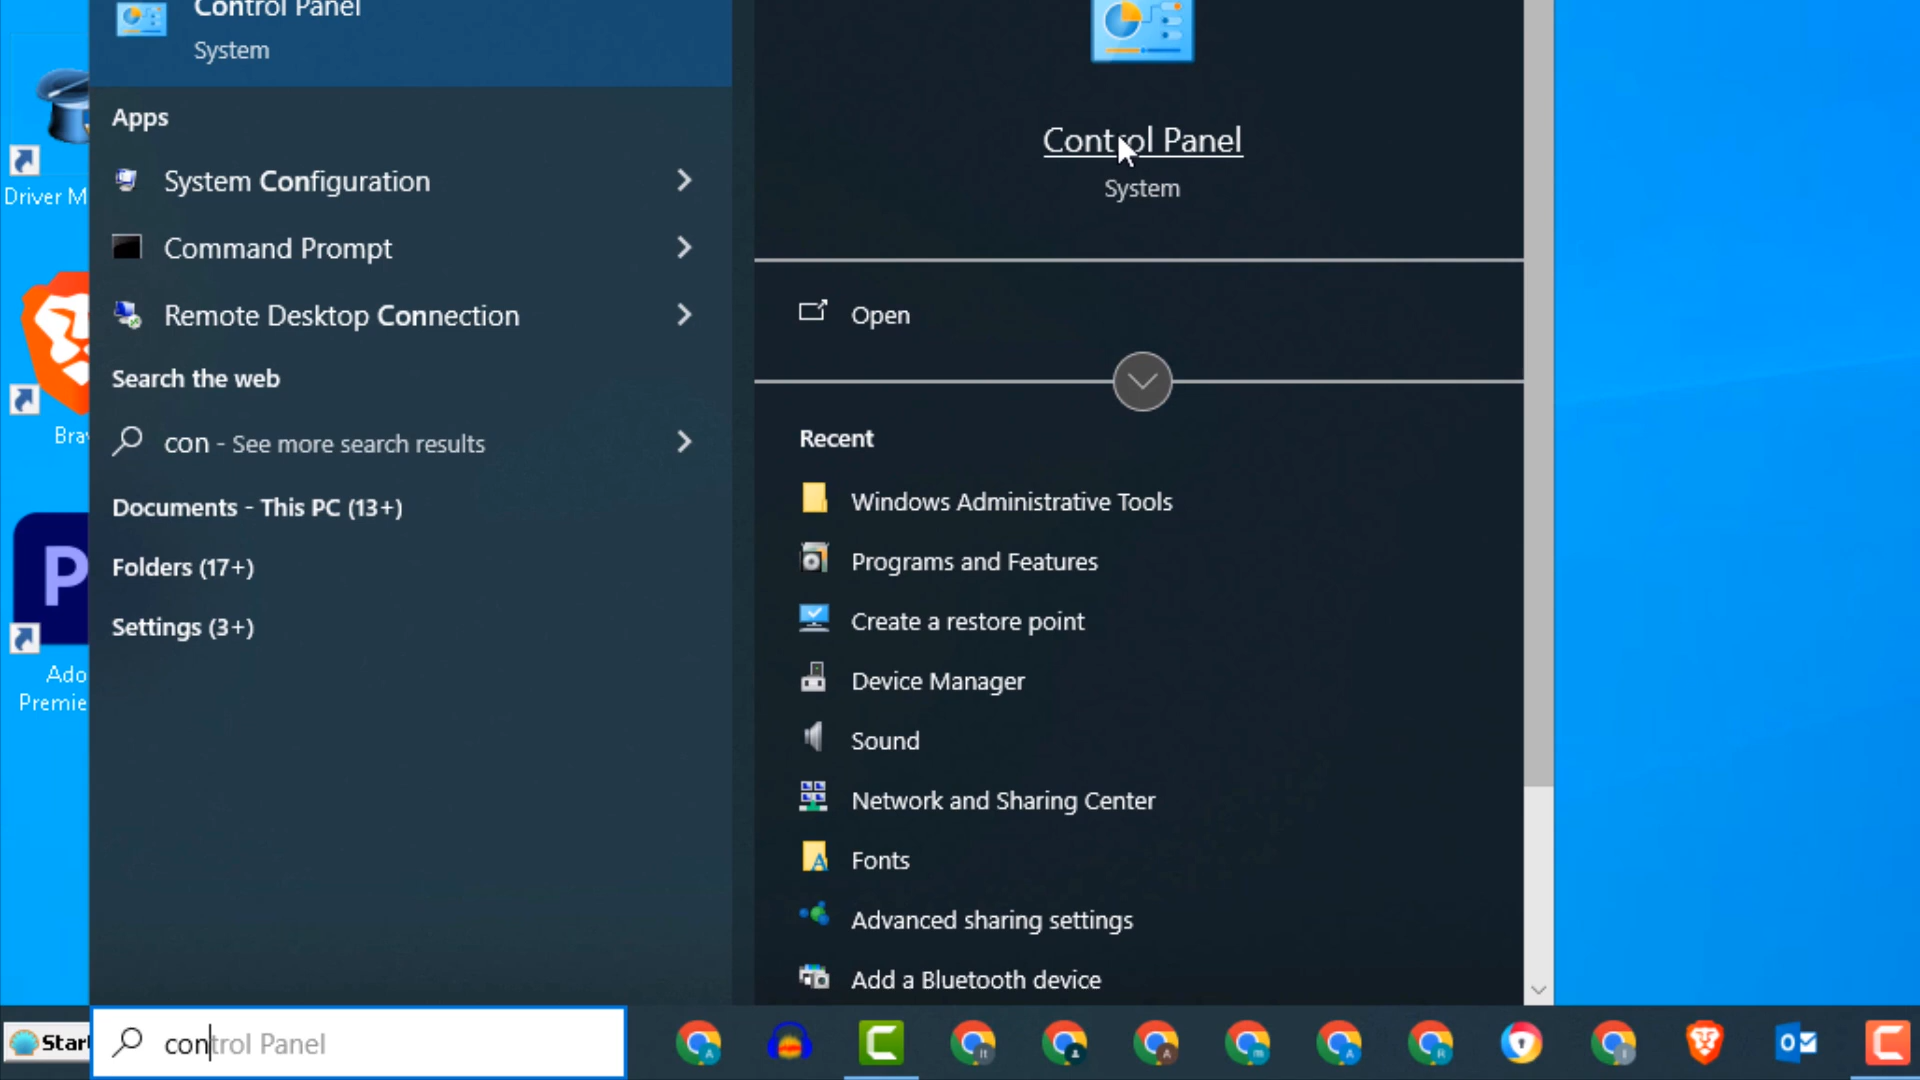 Control Panel
System
Apps
System Configuration
Command Prompt
Remote Desktop Connection
Search the web
con - See more search results
Documents - This PC (13+)
Folders (17+)
Settings (3+)
Control Panel
System
Open
Recent
Windows Administrative Tools
Programs and Features
Create a restore point
Device Manager
Sound
Network and Sharing Center
Fonts
Advanced sharing settings
Add a Bluetooth device
Driver M
Bra
Ado
Premie
Start
control Panel